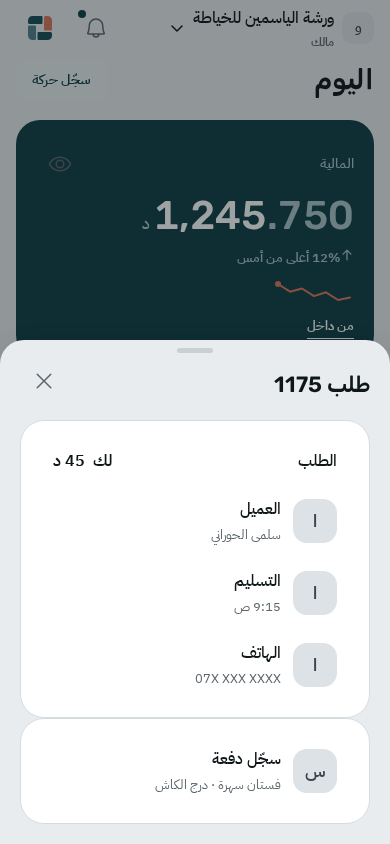 ورشة الياسمين للخياطة
مالك
9
اليوم
سجّل حركة
المالية
1,245.750 د
12% أعلى من أمس
من داخل
طلب 1175
الطلب
لك 45 د
ا
العميل
سلمى الحوراني
ا
التسليم
9:15 ص
ا
الهاتف
07X XXX XXXX
س
سجّل دفعة
فستان سهرة · درج الكاش